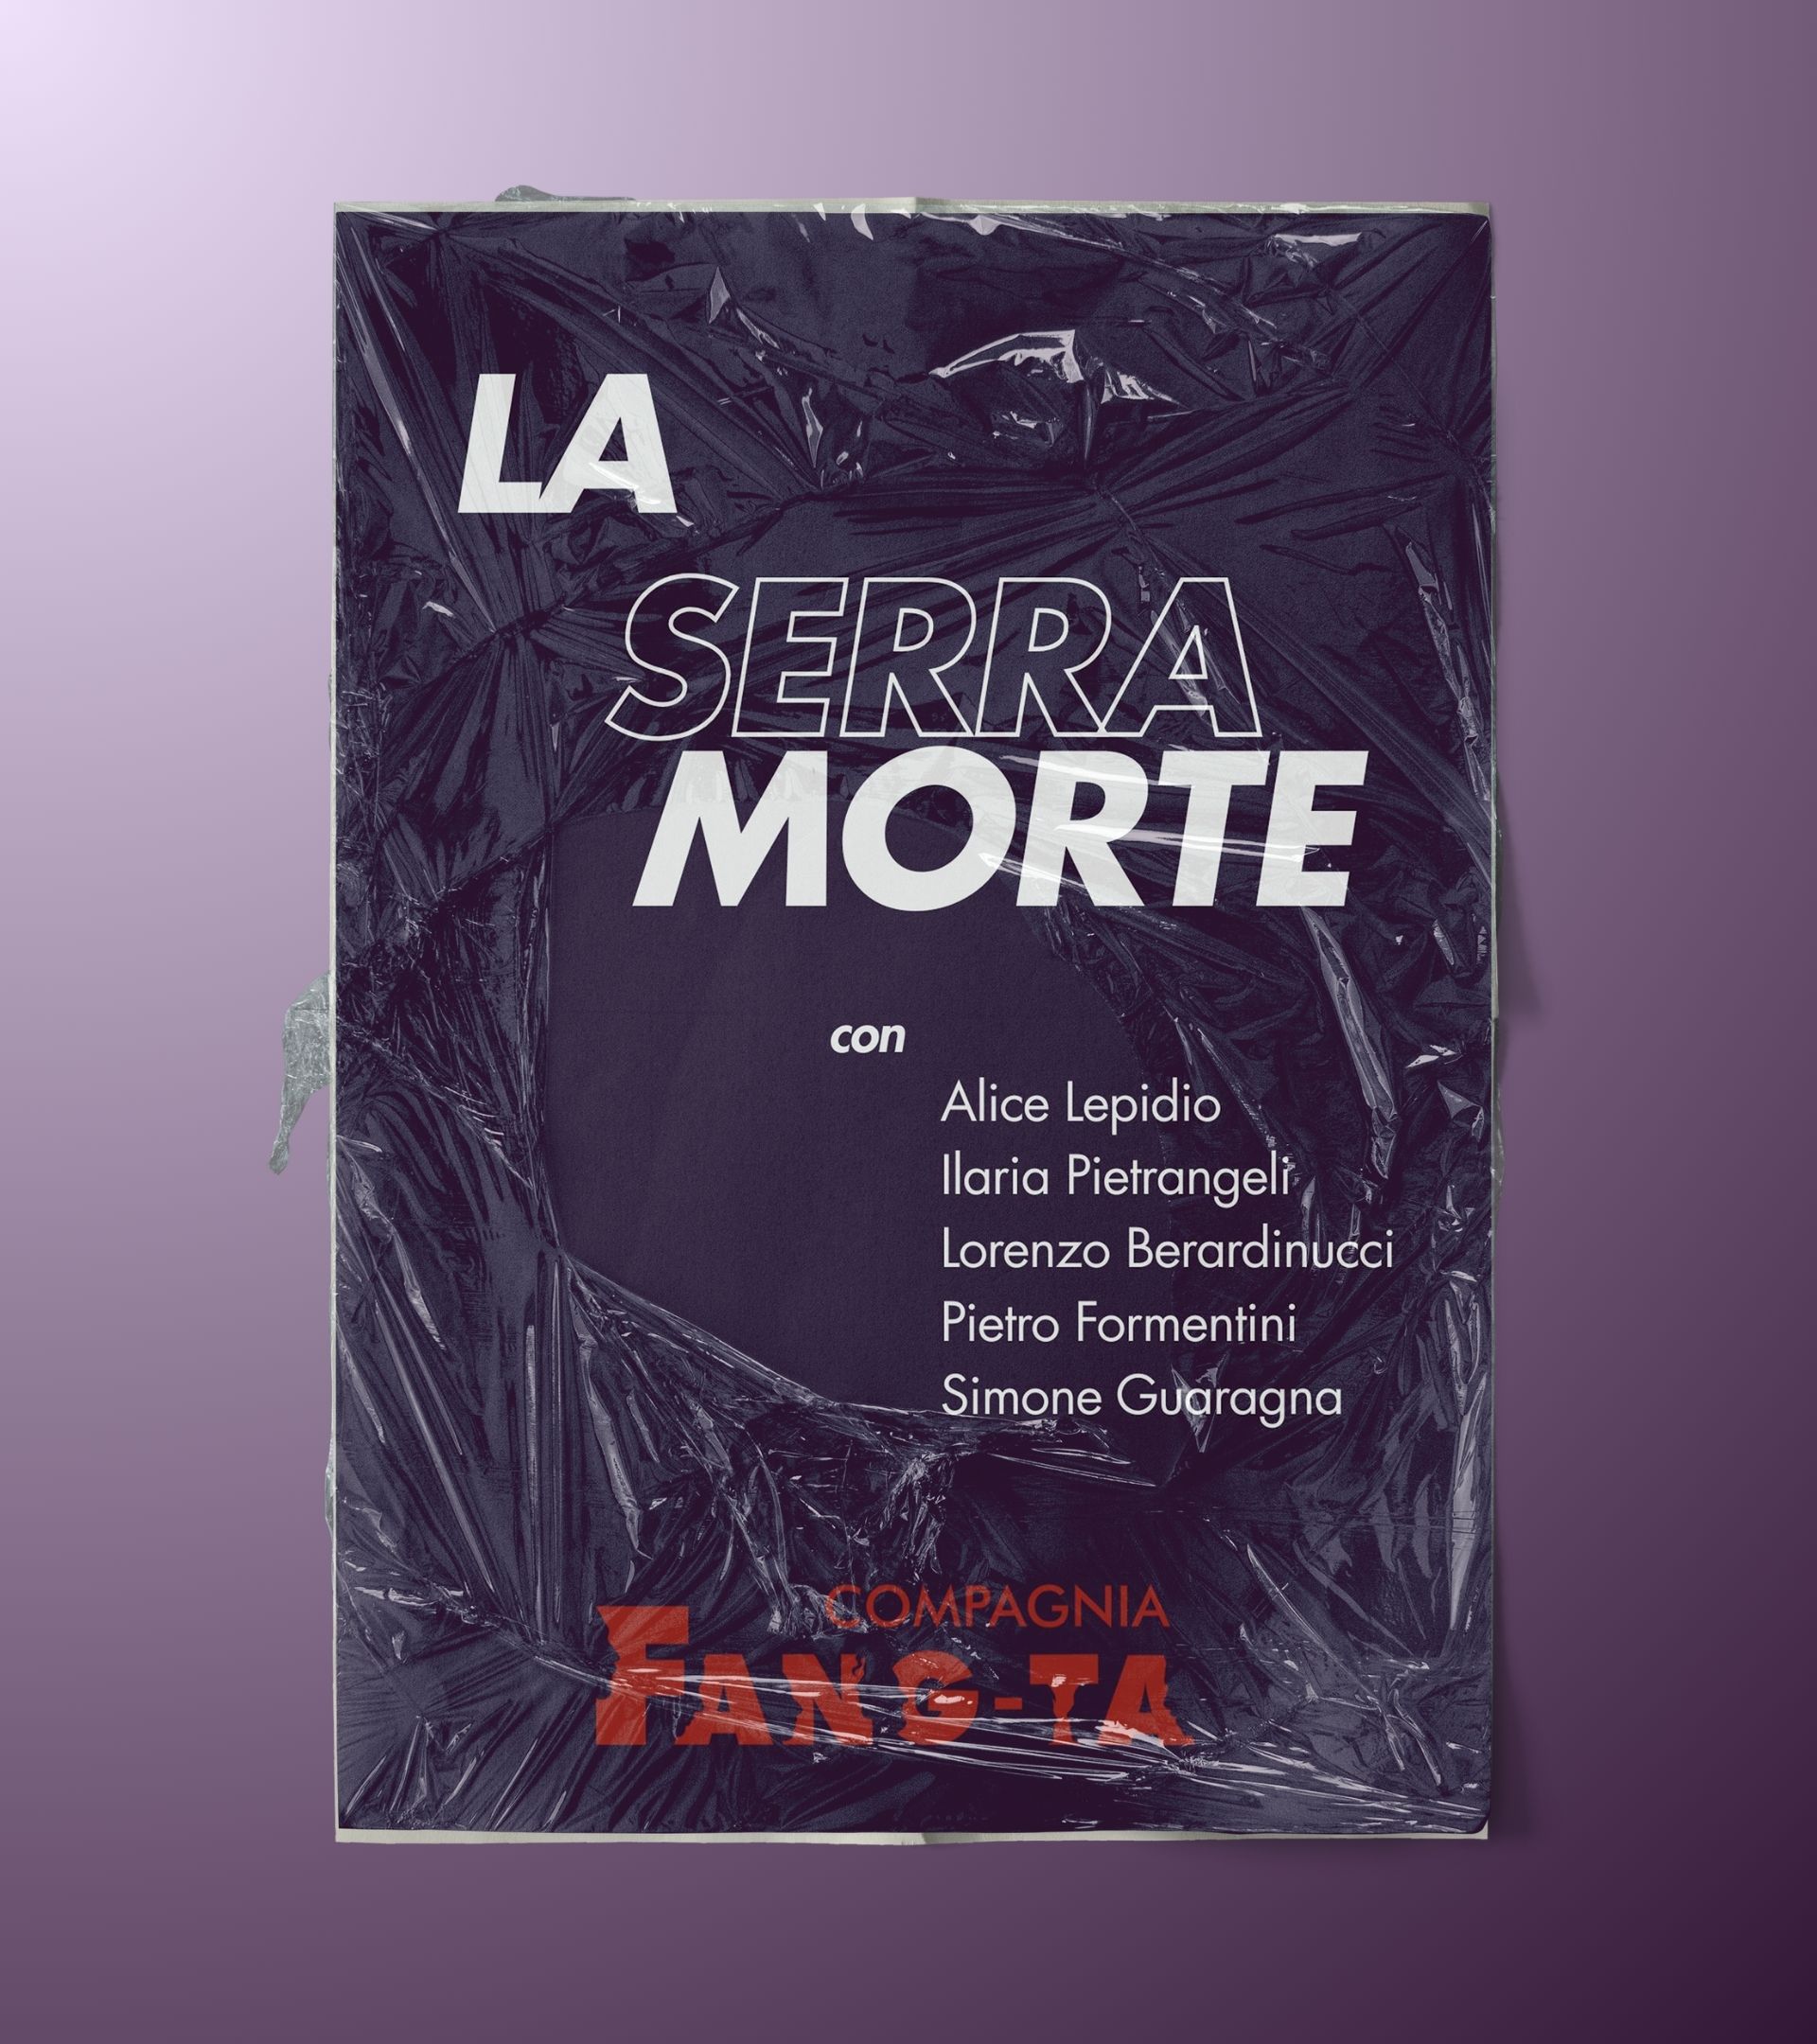 LA
SERRA
MORTE
con
Alice Lepidio
Ilaria Pietrangeli
Lorenzo Berardinucci
Pietro Formentini
Simone Guaragna
COMPAGNIA
FANG-TA